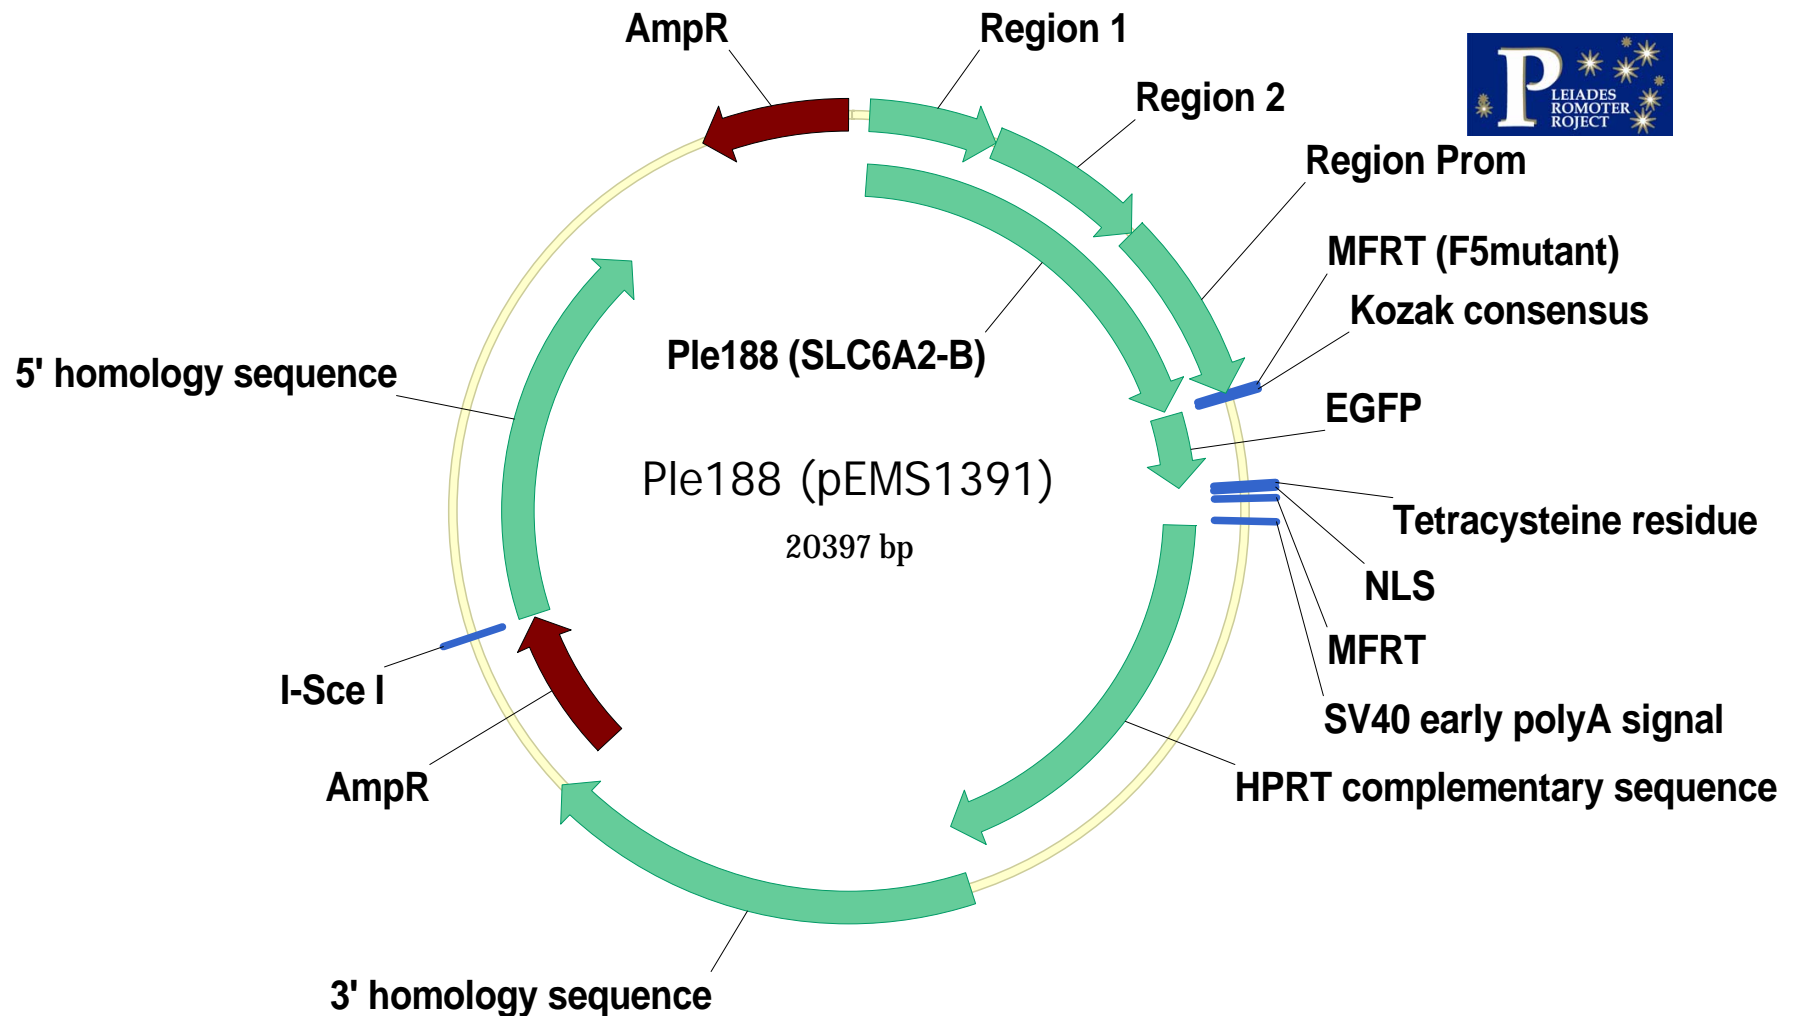 AmpR
Region 1
Region 2
PLEIADES
PROMOTER
PROJECT
Region Prom
MFRT (F5mutant)
Kozak consensus
Ple188 (SLC6A2-B)
5' homology sequence
EGFP
Ple188 (pEMS1391)
20397 bp
Tetracysteine residue
NLS
MFRT
I-Sce I
SV40 early polyA signal
AmpR
HPRT complementary sequence
3' homology sequence